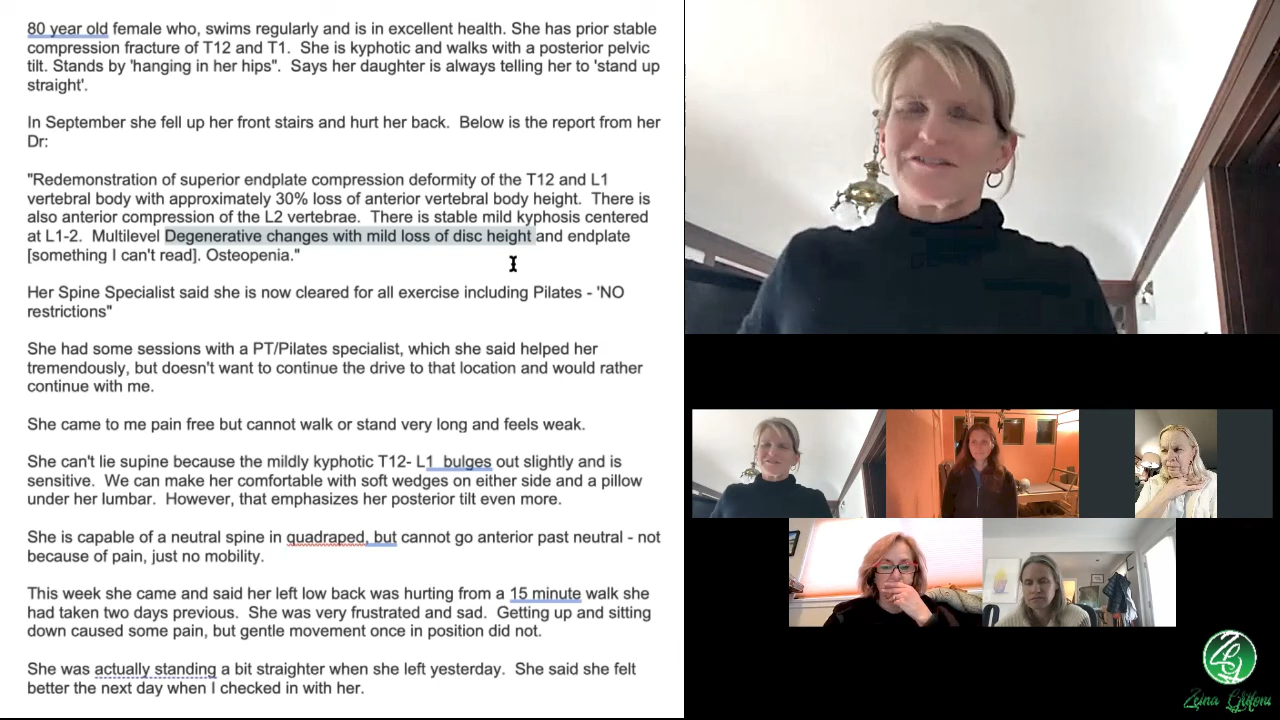 80 year old female who, swims regularly and is in excellent health. She has prior stable
compression fracture of T12 and T1.  She is kyphotic and walks with a posterior pelvic
tilt. Stands by 'hanging in her hips".  Says her daughter is always telling her to 'stand up
straight'.
In September she fell up her front stairs and hurt her back.  Below is the report from her
Dr:
"Redemonstration of superior endplate compression deformity of the T12 and L1
vertebral body with approximately 30% loss of anterior vertebral body height.  There is
also anterior compression of the L2 vertebrae.  There is stable mild kyphosis centered
at L1-2.  Multilevel Degenerative changes with mild loss of disc height and endplate
[something I can't read]. Osteopenia."
Her Spine Specialist said she is now cleared for all exercise including Pilates - 'NO
restrictions"
She had some sessions with a PT/Pilates specialist, which she said helped her
tremendously, but doesn't want to continue the drive to that location and would rather
continue with me.
She came to me pain free but cannot walk or stand very long and feels weak.
She can't lie supine because the mildly kyphotic T12- L1  bulges out slightly and is
sensitive.  We can make her comfortable with soft wedges on either side and a pillow
under her lumbar.  However, that emphasizes her posterior tilt even more.
She is capable of a neutral spine in quadraped, but cannot go anterior past neutral - not
because of pain, just no mobility.
This week she came and said her left low back was hurting from a 15 minute walk she
had taken two days previous.  She was very frustrated and sad.  Getting up and sitting
down caused some pain, but gentle movement once in position did not.
She was actually standing a bit straighter when she left yesterday.  She said she felt
better the next day when I checked in with her.
ZG
Zeina Grifoni